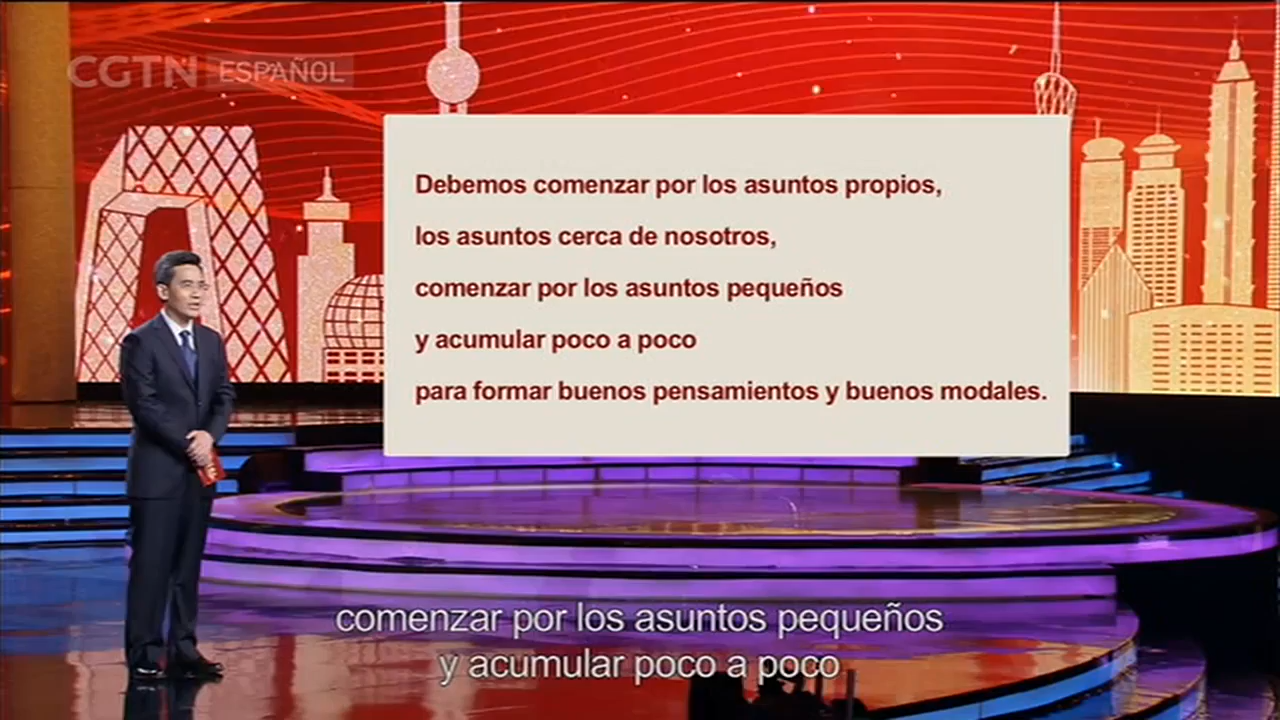 CGTN ESPAÑOL
Debemos comenzar por los asuntos propios,
los asuntos cerca de nosotros,
comenzar por los asuntos pequeños
y acumular poco a poco
para formar buenos pensamientos y buenos modales.
comenzar por los asuntos pequeños
y acumular poco a poco